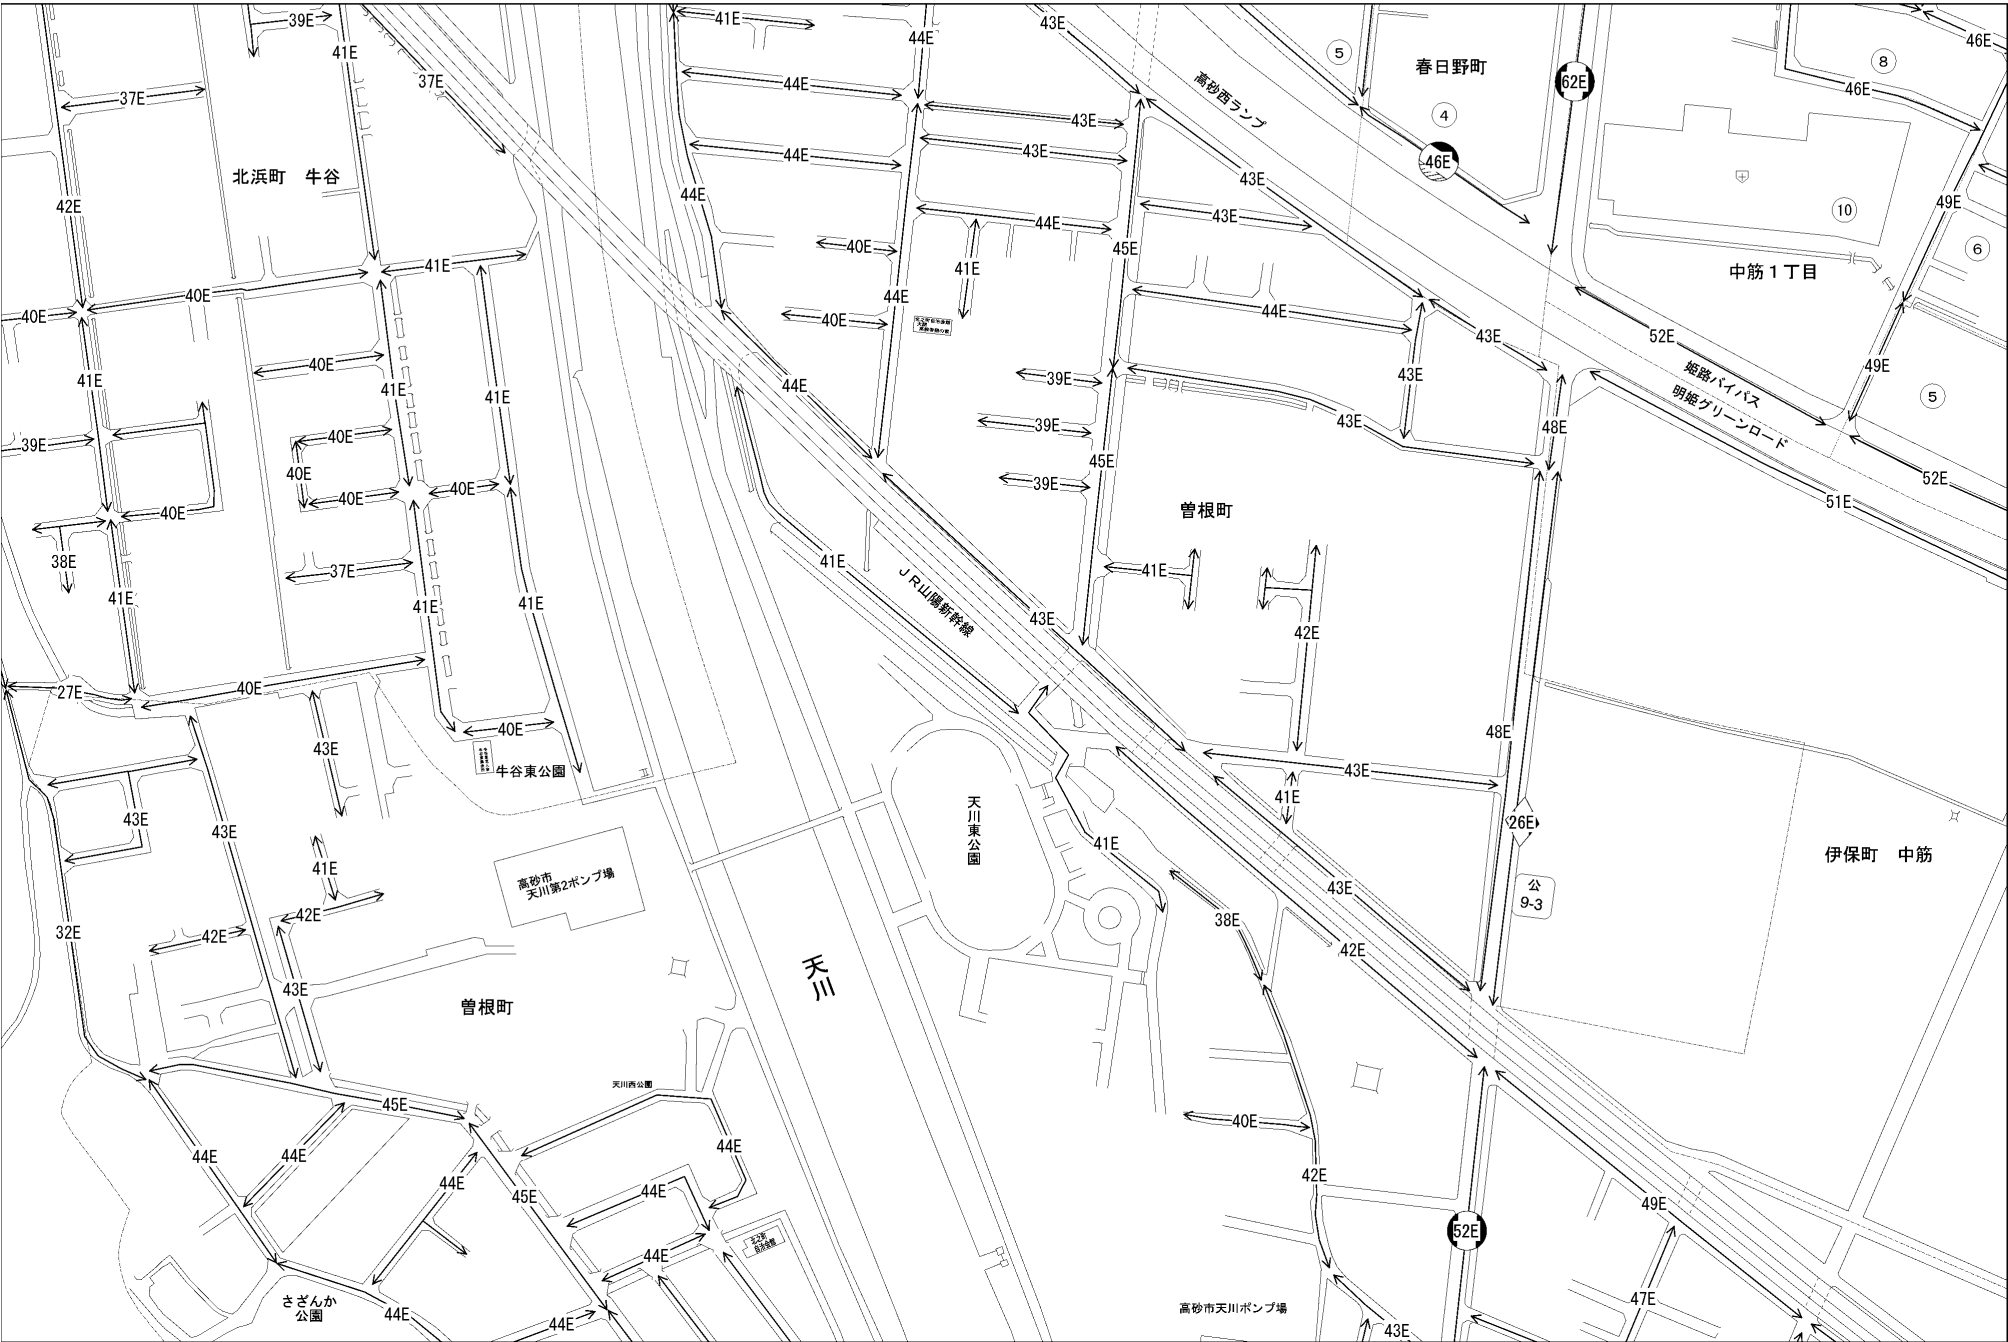 39E
41E
37E
37E
41E
44E
43E
46E
5
春日野町
8
62E
46E
4
高砂西ランプ
44E
43E
44E
43E
46E
北浜町 牛谷
42E
44E
43E
49E
10
44E
43E
6
40E
41E
45E
41E
中筋1丁目
40E
40E
44E
40E
44E
43E
52E
姫路バイパス
明姫グリーンロード
40E
41E
41E
41E
44E
39E
43E
49E
5
40E
39E
40E
40E
40E
40E
40E
39E
45E
39E
43E
48E
52E
51E
曽根町
38E
37E
41E
41E
41E
41E
JR山陽新幹線
43E
41E
42E
27E
40E
40E
43E
牛谷東公園
43E
48E
41E
43E
43E
天川東公園
41E
26E
伊保町 中筋
41E
高砂市
天川第2ポンプ場
43E
公
9-3
42E
42E
32E
38E
42E
43E
天川
曽根町
天川西公園
45E
44E
44E
44E
44E
40E
45E
44E
42E
49E
52E
北之町
自治会館
44E
さざんか
公園
44E
44E
高砂市天川ポンプ場
43E
47E